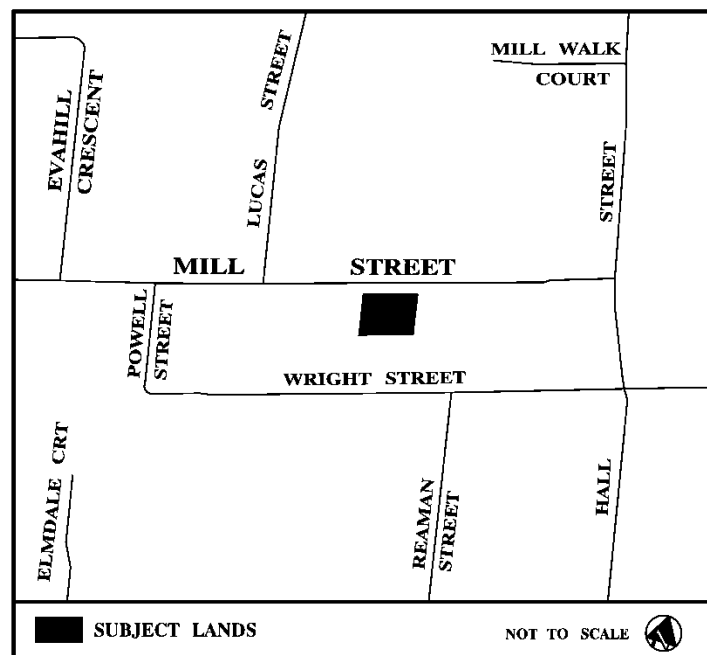 MILL WALK
COURT
EVAHILL
CRESCENT
LUCAS STREET
HALL STREET
MILL STREET
POWELL
STREET
WRIGHT STREET
ELMDALE CRT
REAMAN
STREET
SUBJECT LANDS
NOT TO SCALE